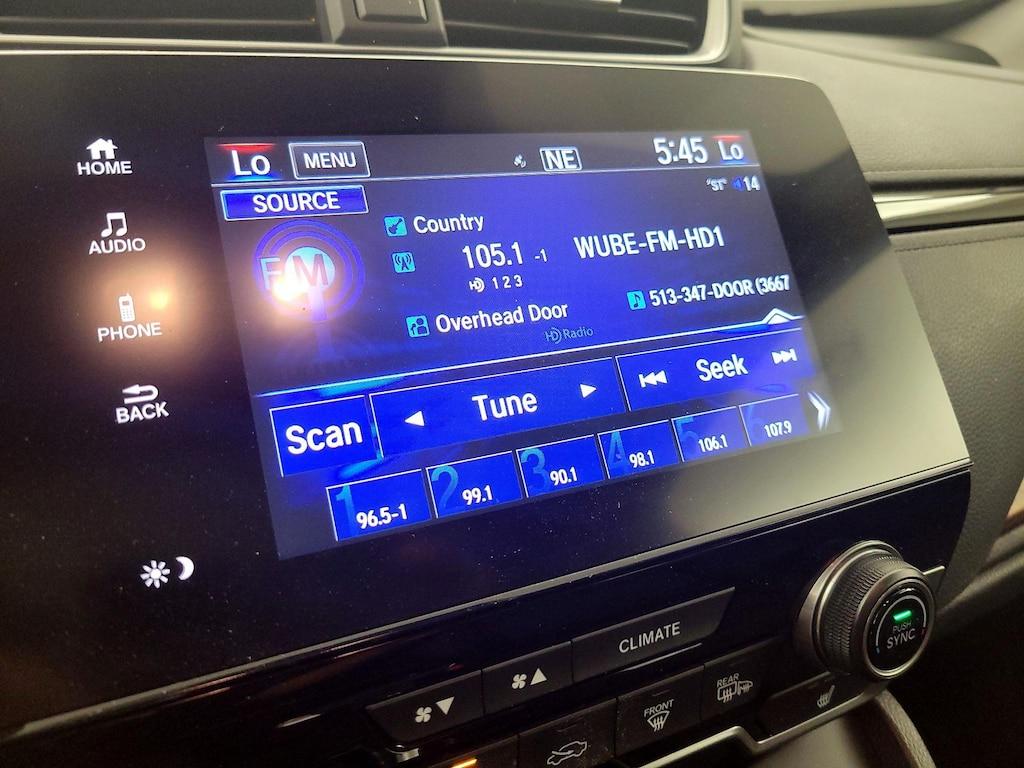 HOME
AUDIO
PHONE
BACK
Lo MENU NE 5:45 Lo
SOURCE "ST" 14
FM
Country
105.1 -1 WUBE-FM-HD1
HD 1 2 3
Overhead Door 513-347-DOOR (3667
HD Radio
Scan Tune Seek
1 96.5-1 2 99.1 3 90.1 4 98.1 5 106.1 6 107.9
CLIMATE
PUSH
SYNC
FRONT
REAR